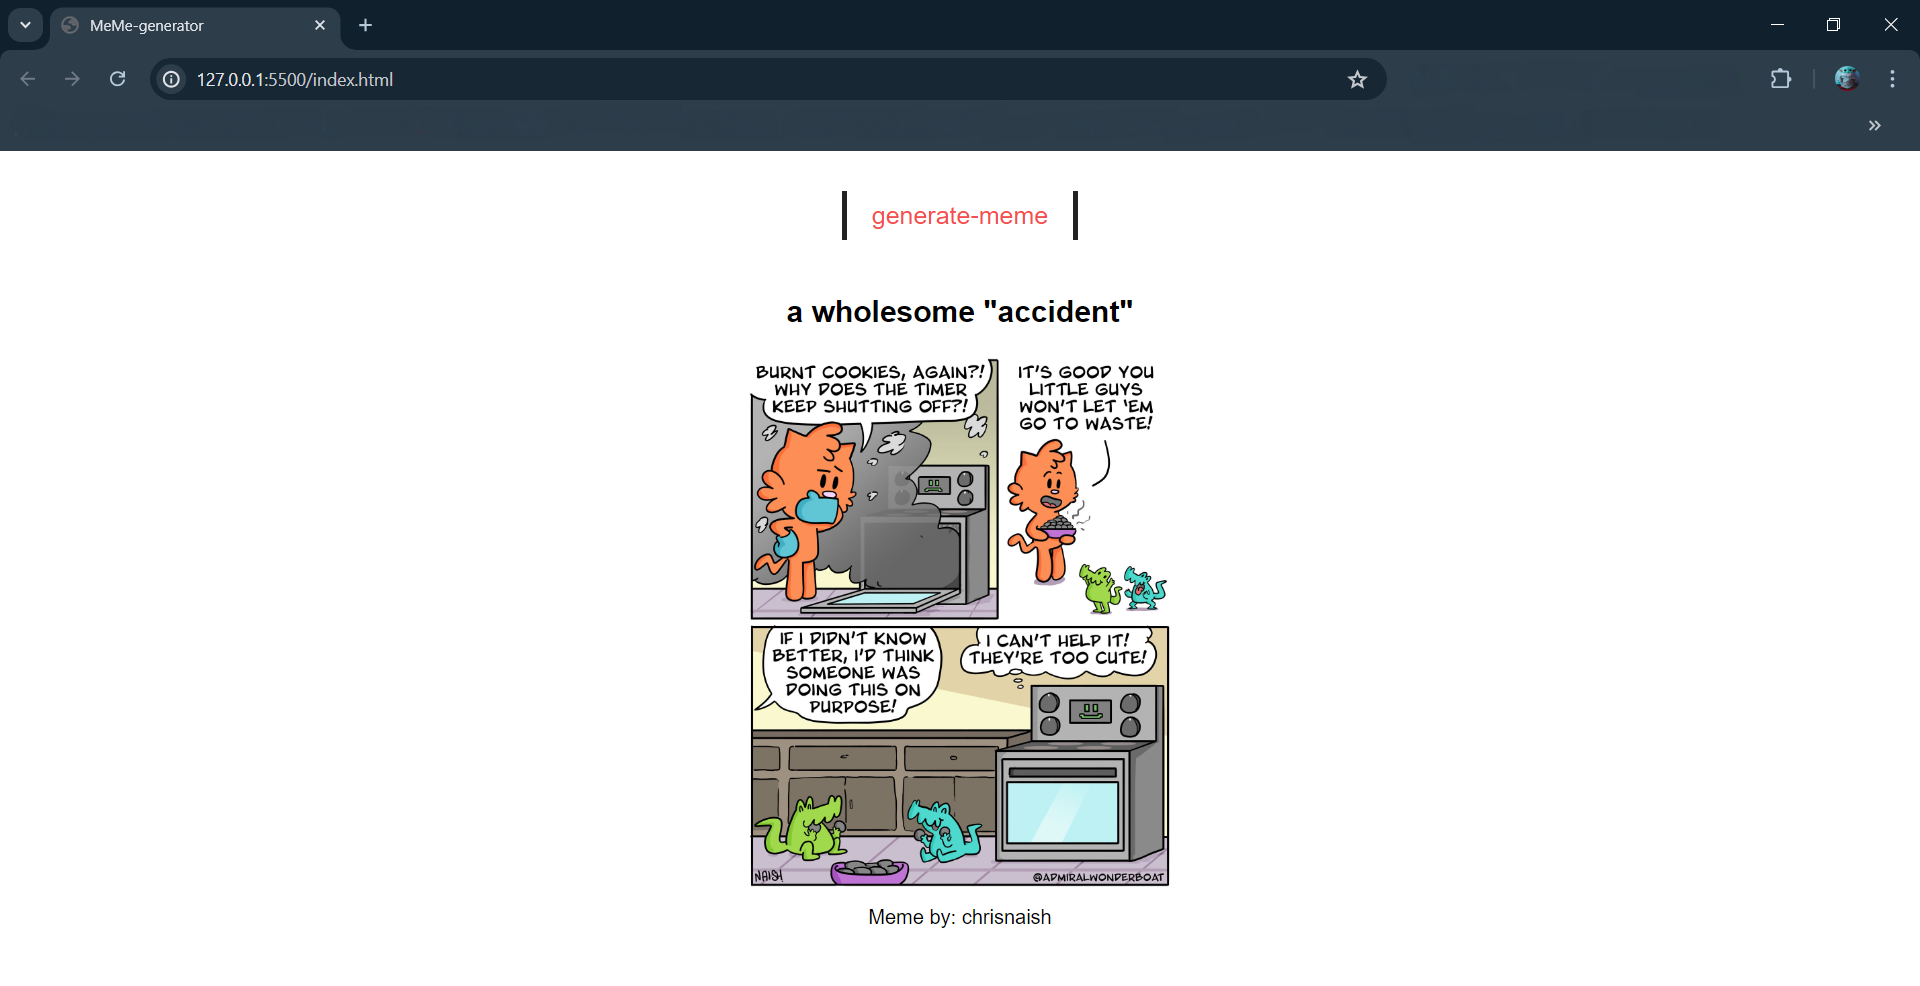 MeMe-generator
127.0.0.1:5500/index.html
generate-meme
a wholesome "accident"
BURNT COOKIES, AGAIN?!
WHY DOES THE TIMER
KEEP SHUTTING OFF?!
IT'S GOOD YOU
LITTLE GUYS
WON'T LET 'EM
GO TO WASTE!
IF I DIDN'T KNOW
BETTER, I'D THINK
SOMEONE WAS
DOING THIS ON
PURPOSE!
I CAN'T HELP IT!
THEY'RE TOO CUTE!
NAISH
@ADMIRALWONDERBOAT
Meme by: chrisnaish